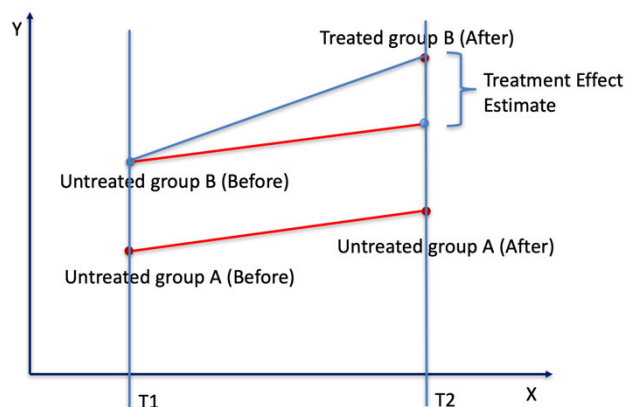 Y
Treated group B (After)
Treatment Effect
Estimate
Untreated group B (Before)
Untreated group A (After)
Untreated group A (Before)
T1
T2
X